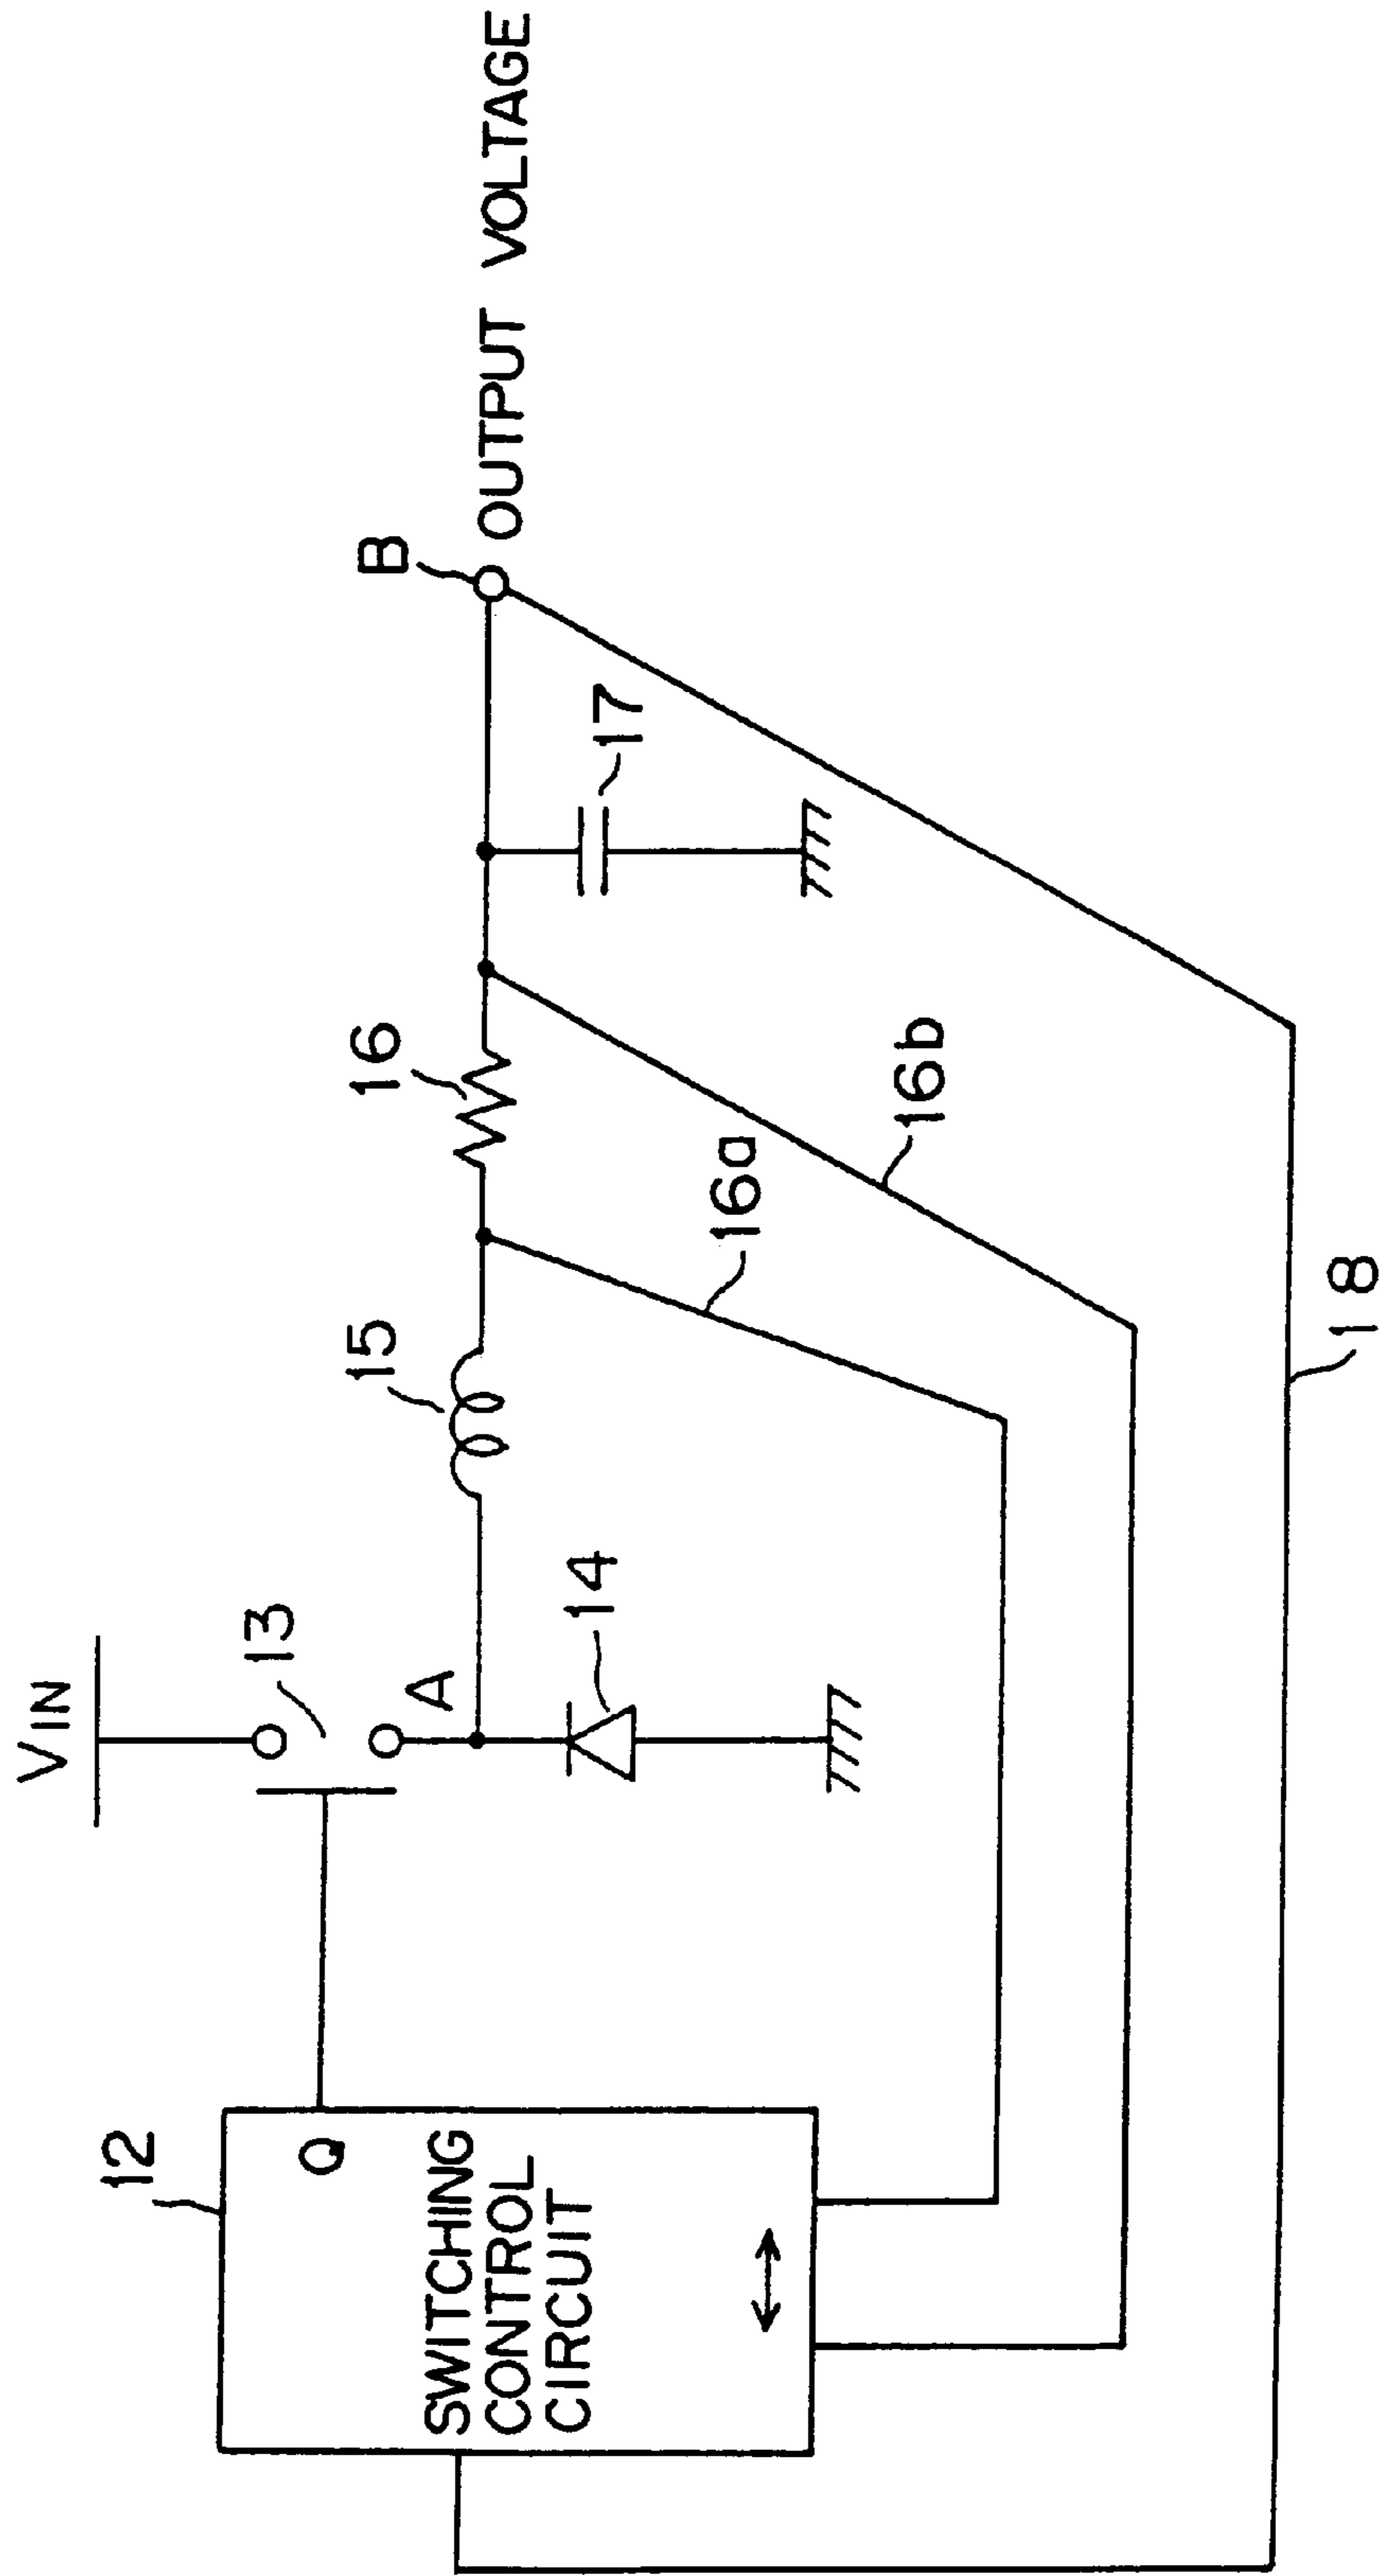 VIN
13
A
12
Q
SWITCHING
CONTROL
CIRCUIT
14
15
16
16a
16b
17
B
OUTPUT VOLTAGE
18